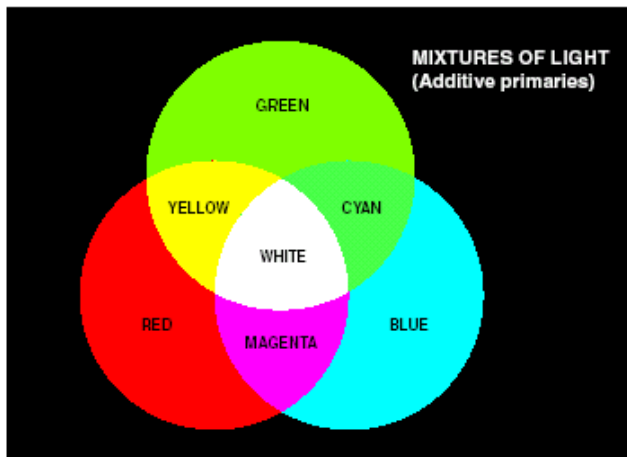 MIXTURES OF LIGHT
(Additive primaries)
GREEN
YELLOW
CYAN
WHITE
RED
MAGENTA
BLUE